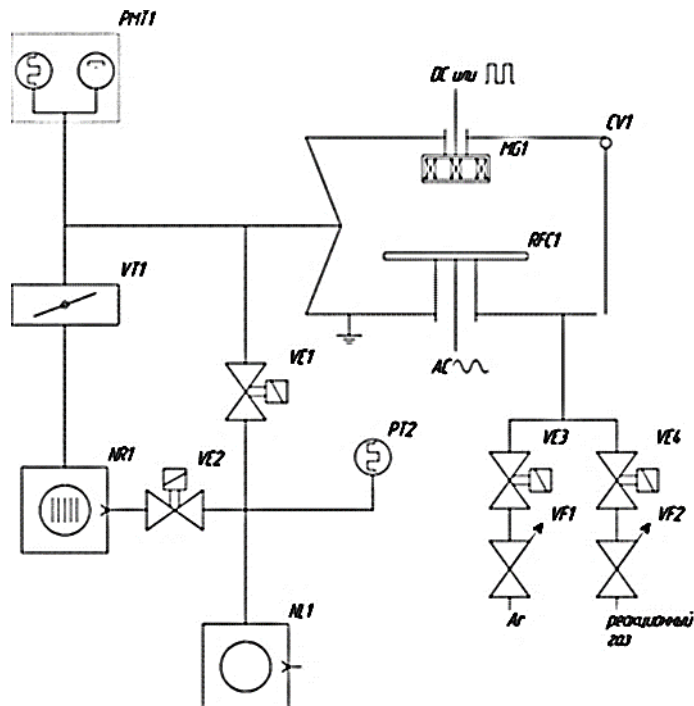 PMT1
DC или
CV1
MG1
RFC1
VT1
AC
VE1
PT2
VE3
VE4
NR1
VE2
VF1
VF2
NL1
Ar
реакционный
газ